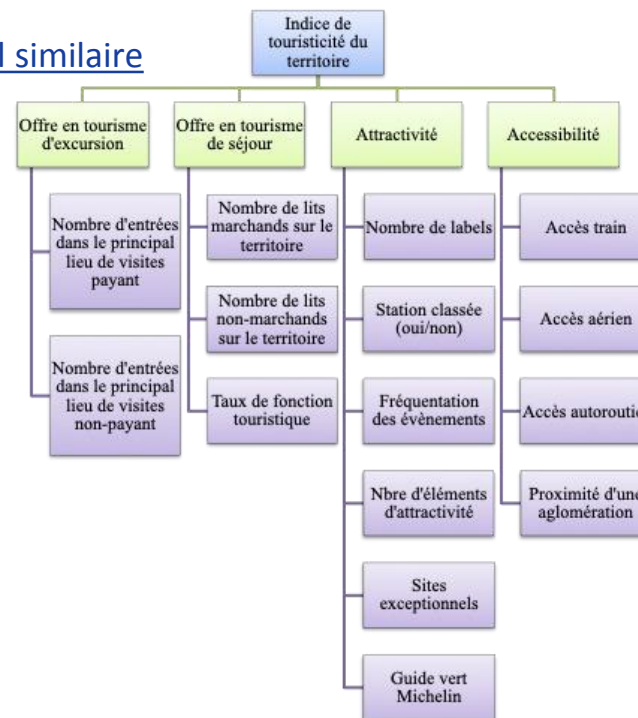 l similaire
Indice de
touristicité du
territoire
Offre en tourisme
d'excursion
Offre en tourisme
de séjour
Attractivité
Accessibilité
Nombre d'entrées
dans le principal
lieu de visites
payant
Nombre d'entrées
dans le principal
lieu de visites
non-payant
Nombre de lits
marchands sur le
territoire
Nombre de lits
non-marchands
sur le territoire
Taux de fonction
touristique
Nombre de labels
Station classée
(oui/non)
Fréquentation
des évènements
Nbre d'éléments
d'attractivité
Sites
exceptionnels
Guide vert
Michelin
Accès train
Accès aérien
Accès autoroutie
Proximité d'une
aglomération